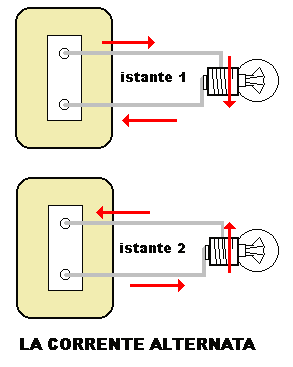 istante 1
istante 2
LA CORRENTE ALTERNATA